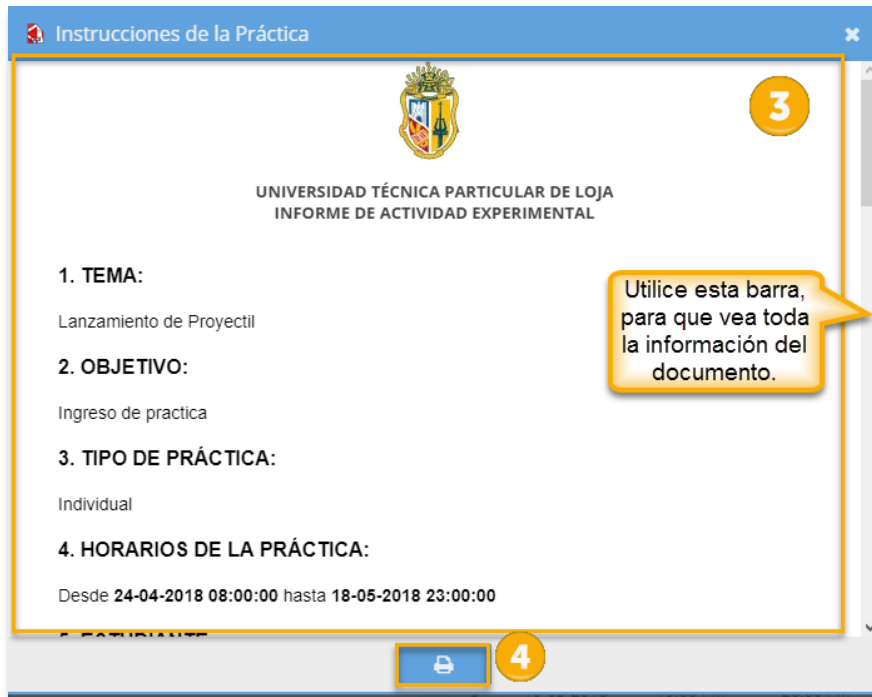 Instrucciones de la Práctica
3
UNIVERSIDAD TÉCNICA PARTICULAR DE LOJA
INFORME DE ACTIVIDAD EXPERIMENTAL
1. TEMA:
Lanzamiento de Proyectil
Utilice esta barra,
para que vea toda
la información del
documento.
2. OBJETIVO:
Ingreso de practica
3. TIPO DE PRÁCTICA:
Individual
4. HORARIOS DE LA PRÁCTICA:
Desde 24-04-2018 08:00:00 hasta 18-05-2018 23:00:00
5. ESTUDIANTE
4